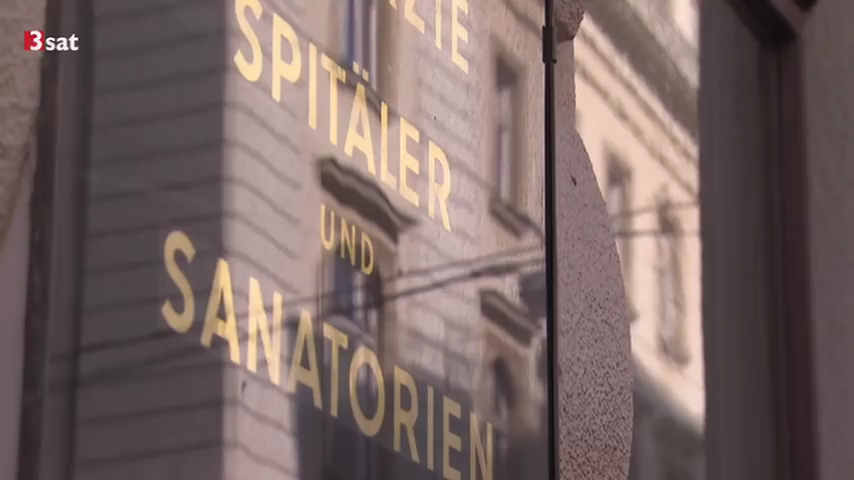 3sat
SPITÄLER
UND
SANATORIEN